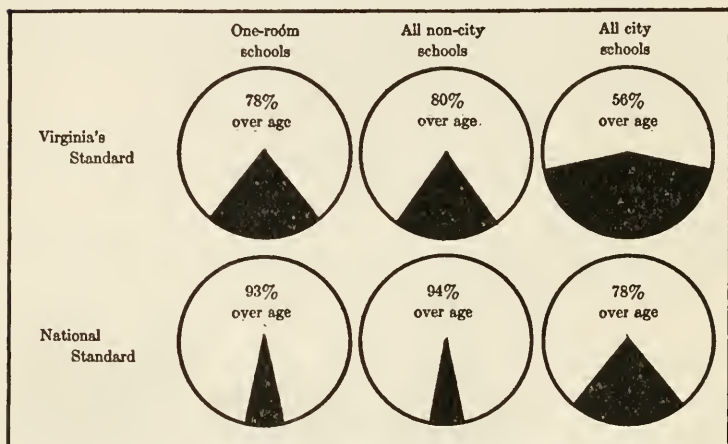 One-room All non-city All city
schools schools schools
78% 80% 56%
over age over age. over age
Virginia's
Standard
93% 94% 78%
over age over age over age
National
Standard